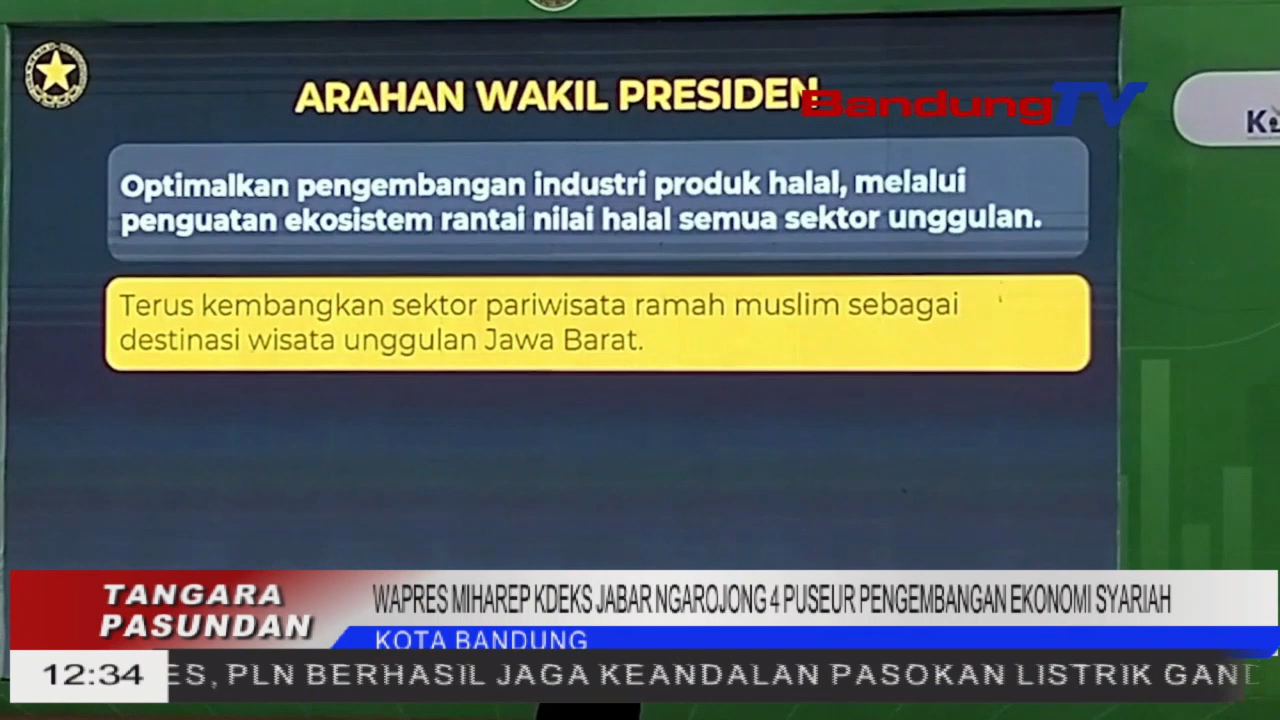 ARAHAN WAKIL PRESIDEN
BandungTV
Optimalkan pengembangan industri produk halal, melalui
penguatan ekosistem rantai nilai halal semua sektor unggulan.
Terus kembangkan sektor pariwisata ramah muslim sebagai
destinasi wisata unggulan Jawa Barat.
TANGARA
PASUNDAN
WAPRES MIHAREP KDEKS JABAR NGAROJONG 4 PUSEUR PENGEMBANGAN EKONOMI SYARIAH
KOTA BANDUNG
12:34
ES, PLN BERHASIL JAGA KEANDALAN PASOKAN LISTRIK GAND